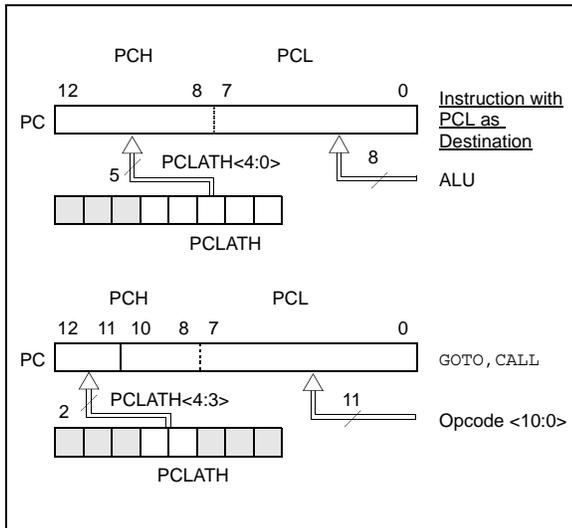 PCH PCL
12 8 7 0
Instruction with
PCL as
Destination
PC
5 PCLATH<4:0> 8
ALU
PCLATH
PCH PCL
12 11 10 8 7 0
PC GOTO, CALL
2 PCLATH<4:3> 11
Opcode <10:0>
PCLATH